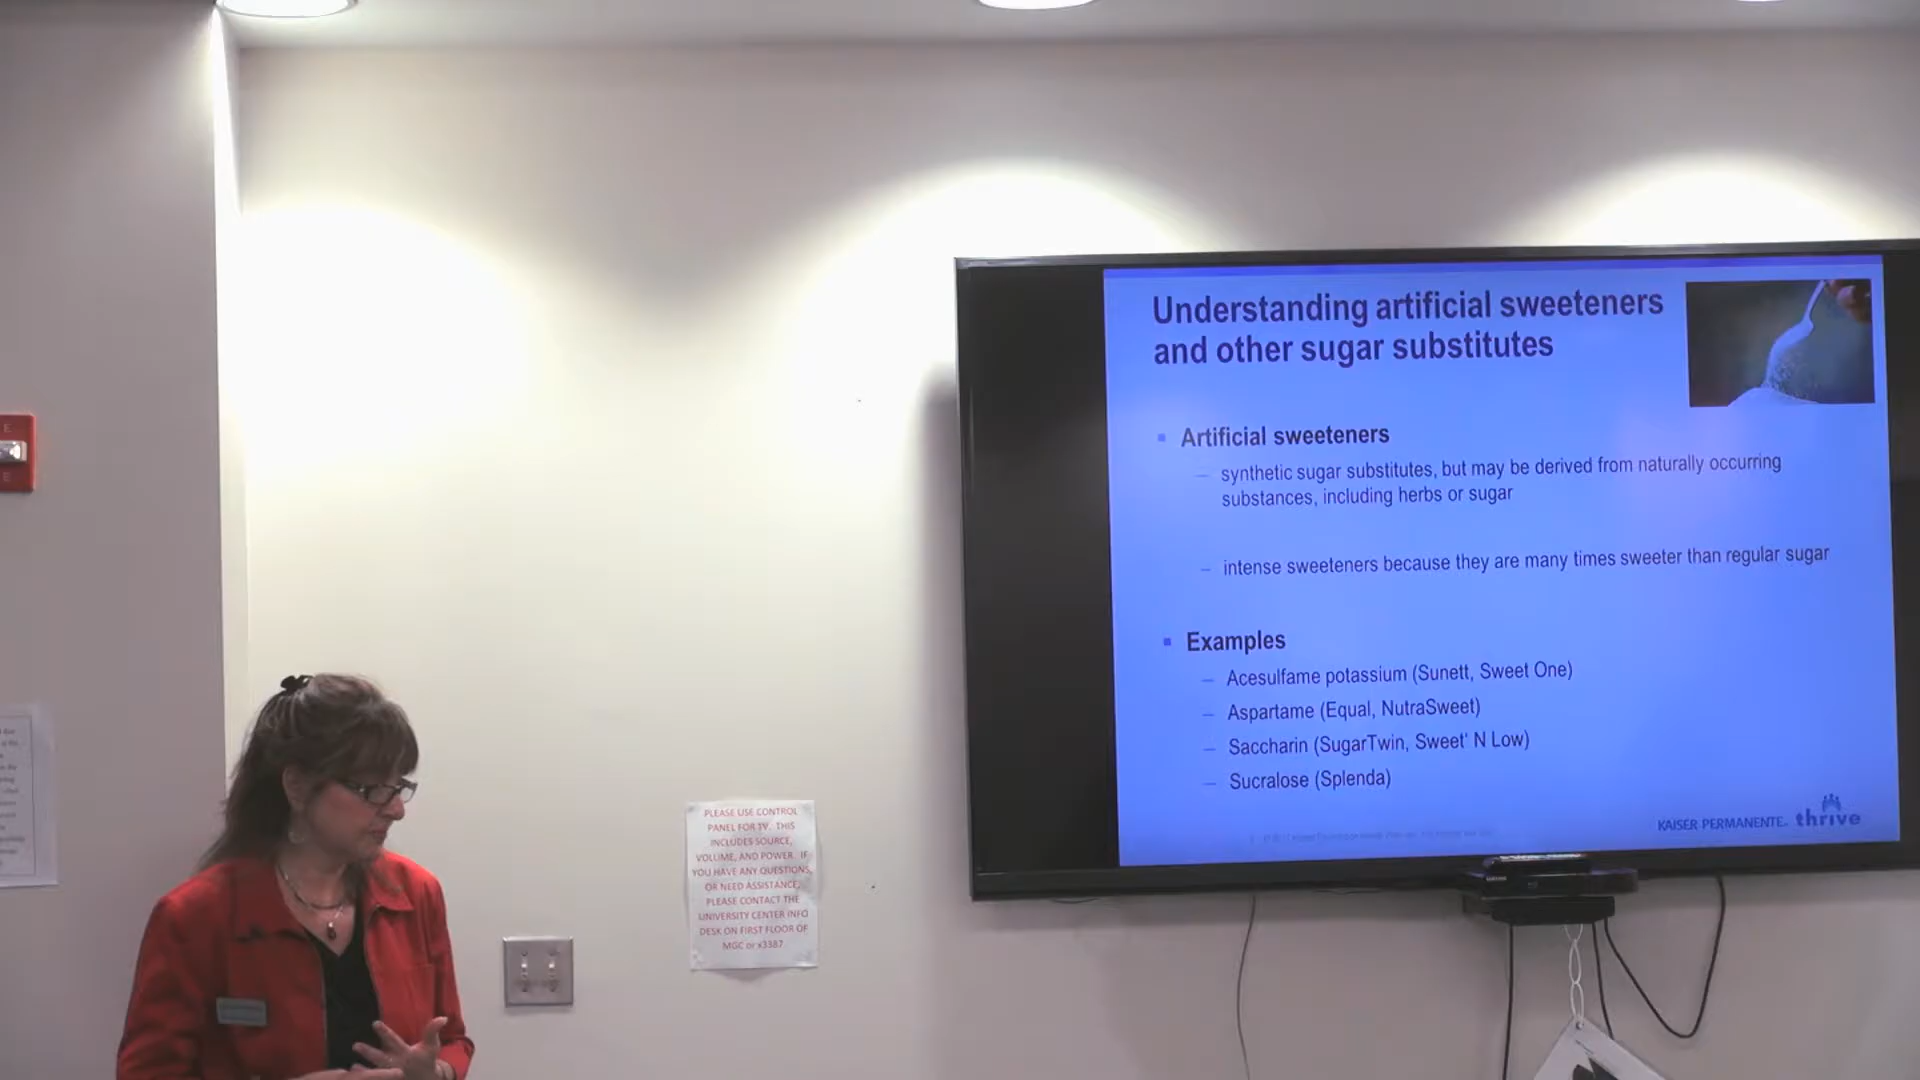 Understanding artificial sweeteners
and other sugar substitutes
Artificial sweeteners
– synthetic sugar substitutes, but may be derived from naturally occurring
substances, including herbs or sugar
– intense sweeteners because they are many times sweeter than regular sugar
Examples
– Acesulfame potassium (Sunett, Sweet One)
– Aspartame (Equal, NutraSweet)
– Saccharin (SugarTwin, Sweet' N Low)
– Sucralose (Splenda)
KAISER PERMANENTE. thrive
PLEASE USE CONTROL
PANEL FOR TV. THIS
INCLUDES SOURCE,
VOLUME, AND POWER. IF
YOU HAVE ANY QUESTIONS,
OR NEED ASSISTANCE,
PLEASE CONTACT THE
UNIVERSITY CENTER INFO
DESK ON FIRST FLOOR OF
MGC or x3387